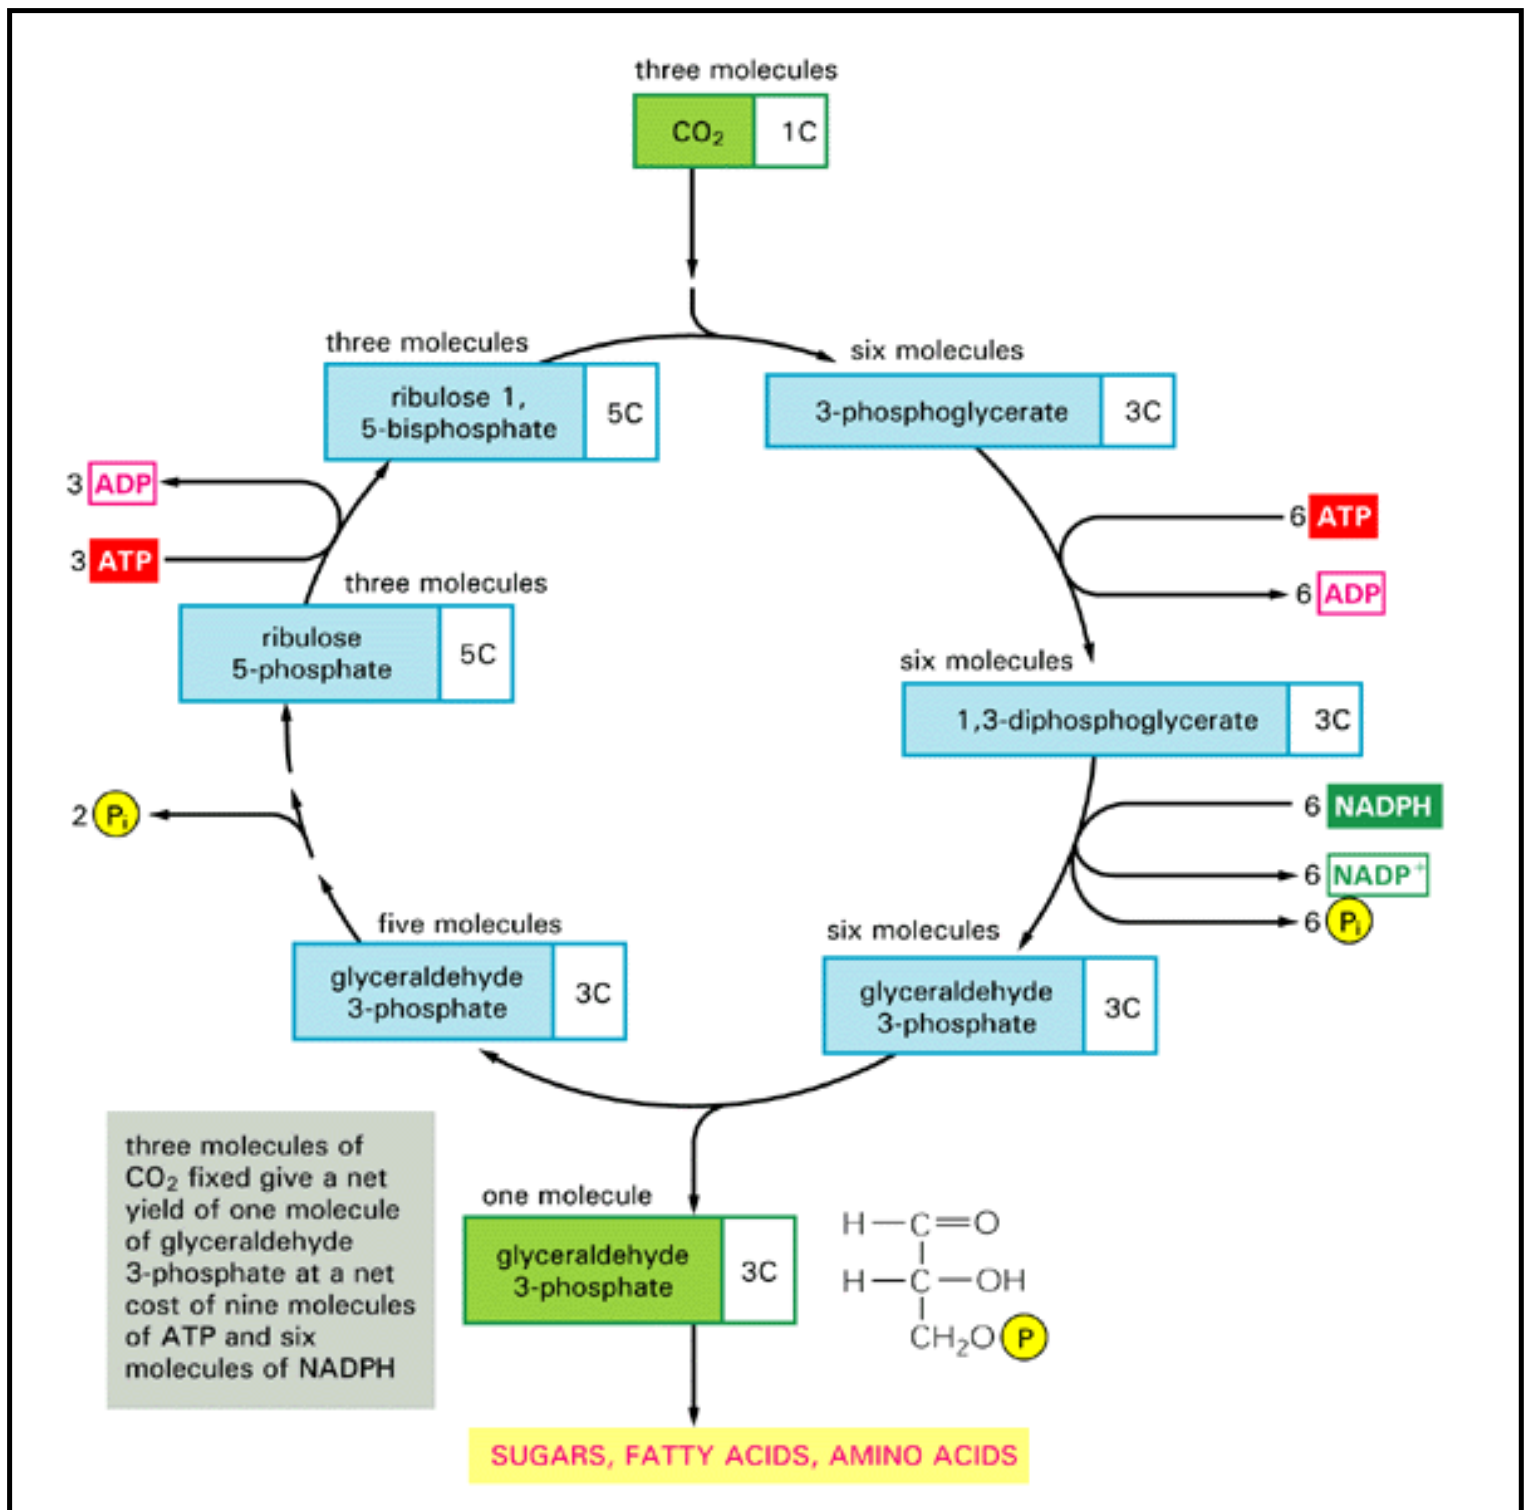 three molecules
CO₂ 1C
three molecules
ribulose 1,
5-bisphosphate
5C
six molecules
3-phosphoglycerate 3C
3 ADP
3 ATP
6 ATP
6 ADP
three molecules
ribulose
5-phosphate
5C
six molecules
1,3-diphosphoglycerate 3C
2 Pi
6 NADPH
6 NADP⁺
6 Pi
five molecules
glyceraldehyde
3-phosphate
3C
six molecules
glyceraldehyde
3-phosphate
3C
three molecules of
CO₂ fixed give a net
yield of one molecule
of glyceraldehyde
3-phosphate at a net
cost of nine molecules
of ATP and six
molecules of NADPH
one molecule
glyceraldehyde
3-phosphate
3C
H—C=O
H—C—OH
CH₂O P
SUGARS, FATTY ACIDS, AMINO ACIDS